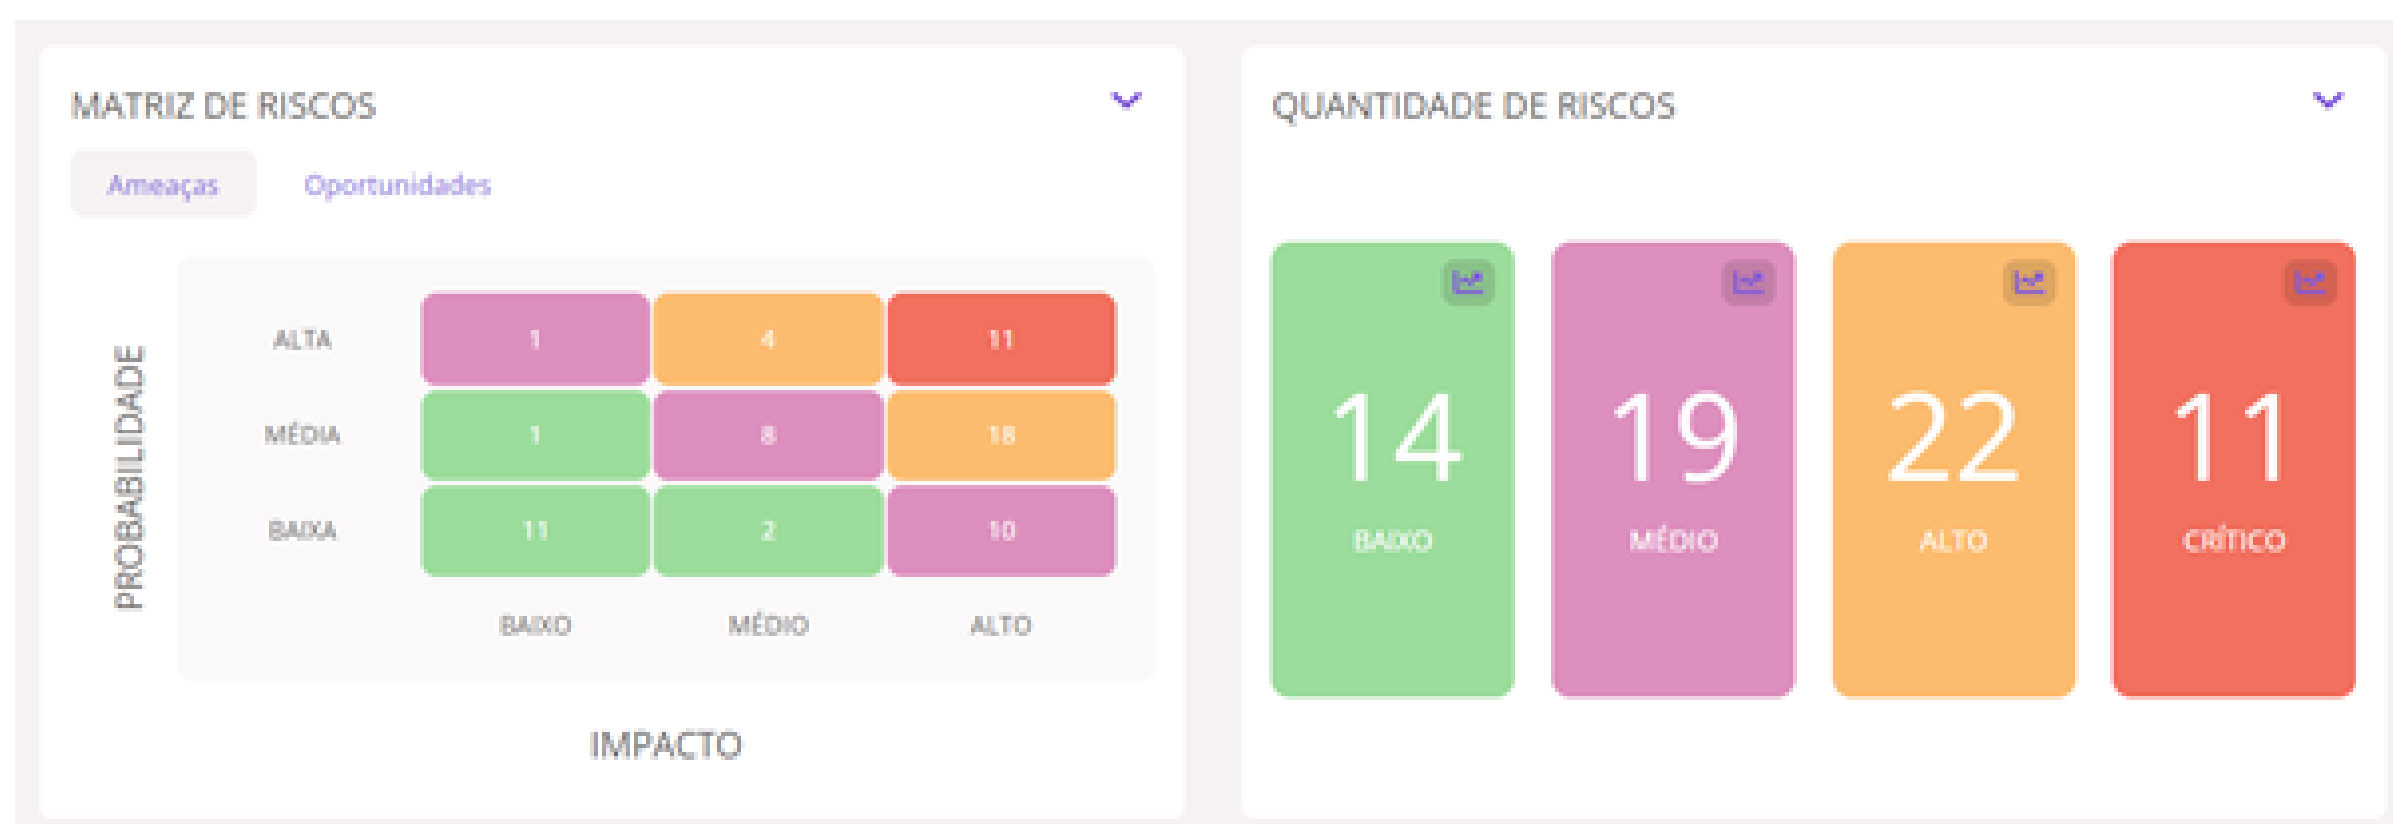 MATRIZ DE RISCOS
Ameaças Oportunidades
PROBABILIDADE
ALTA 1 4 11
MÉDIA 1 8 18
BAIXA 11 2 10
BAIXO MÉDIO ALTO
IMPACTO
QUANTIDADE DE RISCOS
14 19 22 11
BAIXO MÉDIO ALTO CRÍTICO